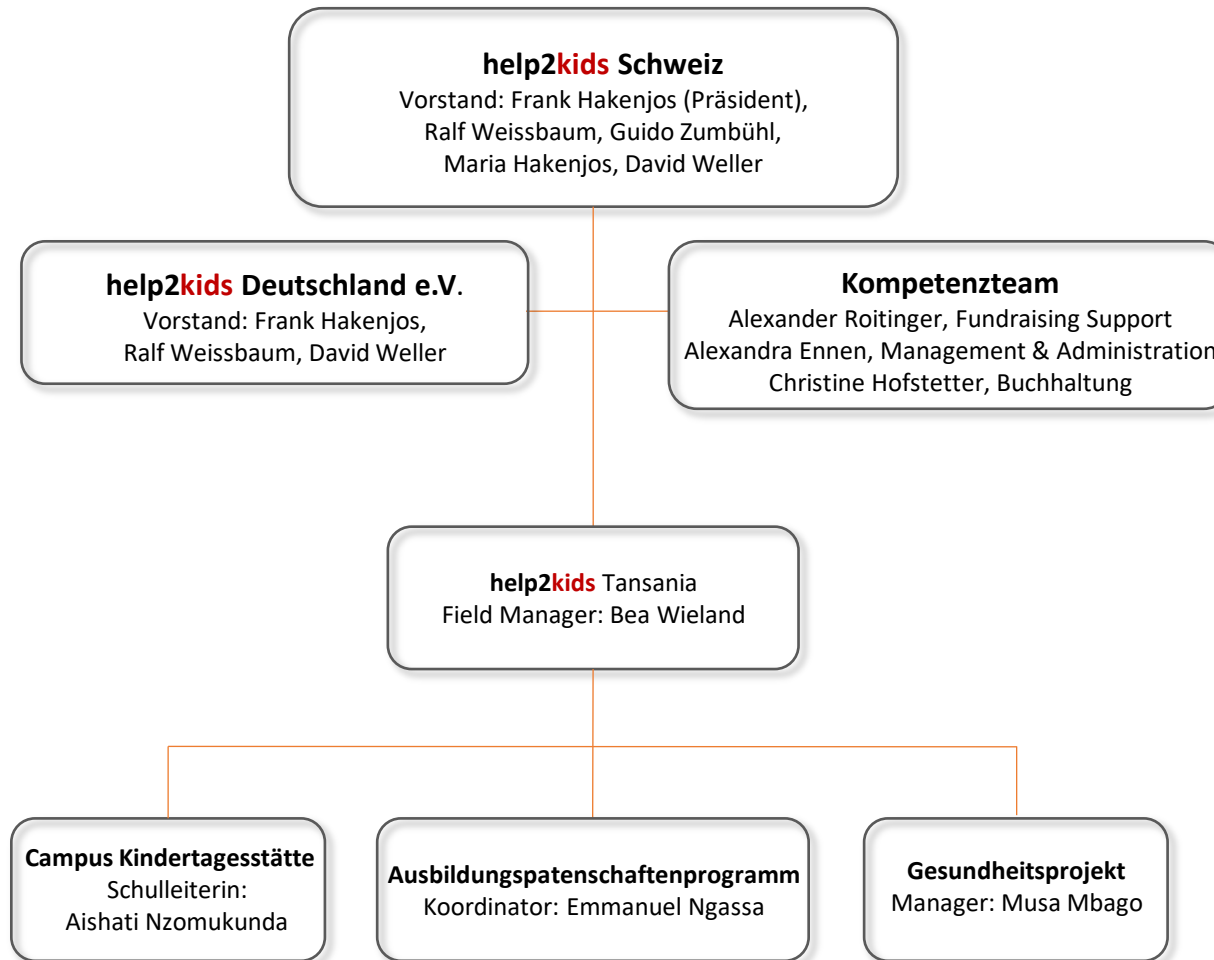 help2kids Schweiz
Vorstand: Frank Hakenjos (Präsident),
Ralf Weissbaum, Guido Zumbühl,
Maria Hakenjos, David Weller
help2kids Deutschland e.V.
Vorstand: Frank Hakenjos,
Ralf Weissbaum, David Weller
Kompetenzteam
Alexander Roitinger, Fundraising Support
Alexandra Ennen, Management & Administration
Christine Hofstetter, Buchhaltung
help2kids Tansania
Field Manager: Bea Wieland
Campus Kindertagesstätte
Schulleiterin:
Aishati Nzomukunda
Ausbildungspatenschaftenprogramm
Koordinator: Emmanuel Ngassa
Gesundheitsprojekt
Manager: Musa Mbago